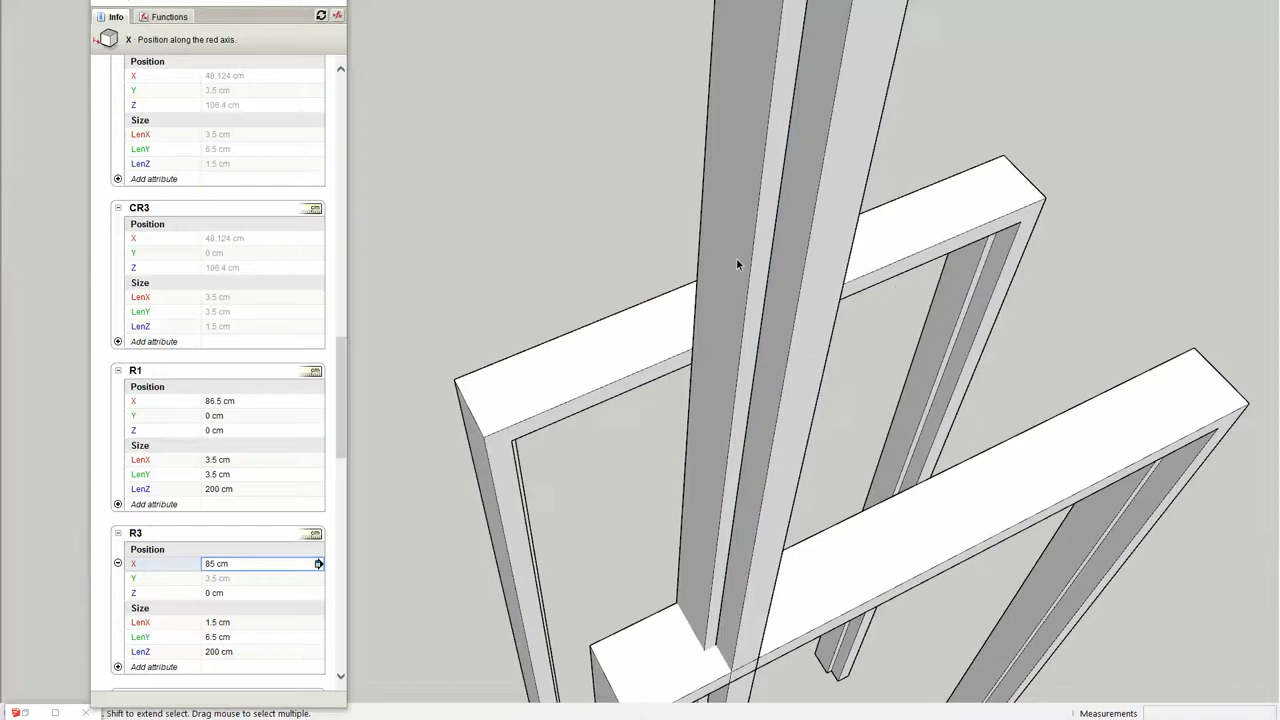 Info Functions
X - Position along the red axis.
Position
X 48.124 cm
Y 3.5 cm
Z 106.4 cm
Size
LenX 3.5 cm
LenY 6.5 cm
LenZ 1.5 cm
Add attribute
CR3 cm
Position
X 48.124 cm
Y 0 cm
Z 106.4 cm
Size
LenX 3.5 cm
LenY 3.5 cm
LenZ 1.5 cm
Add attribute
R1 cm
Position
X 86.5 cm
Y 0 cm
Z 0 cm
Size
LenX 3.5 cm
LenY 3.5 cm
LenZ 200 cm
Add attribute
R3 cm
Position
X 85 cm
Y 3.5 cm
Z 0 cm
Size
LenX 1.5 cm
LenY 6.5 cm
LenZ 200 cm
Add attribute
Shift to extend select. Drag mouse to select multiple. Measurements